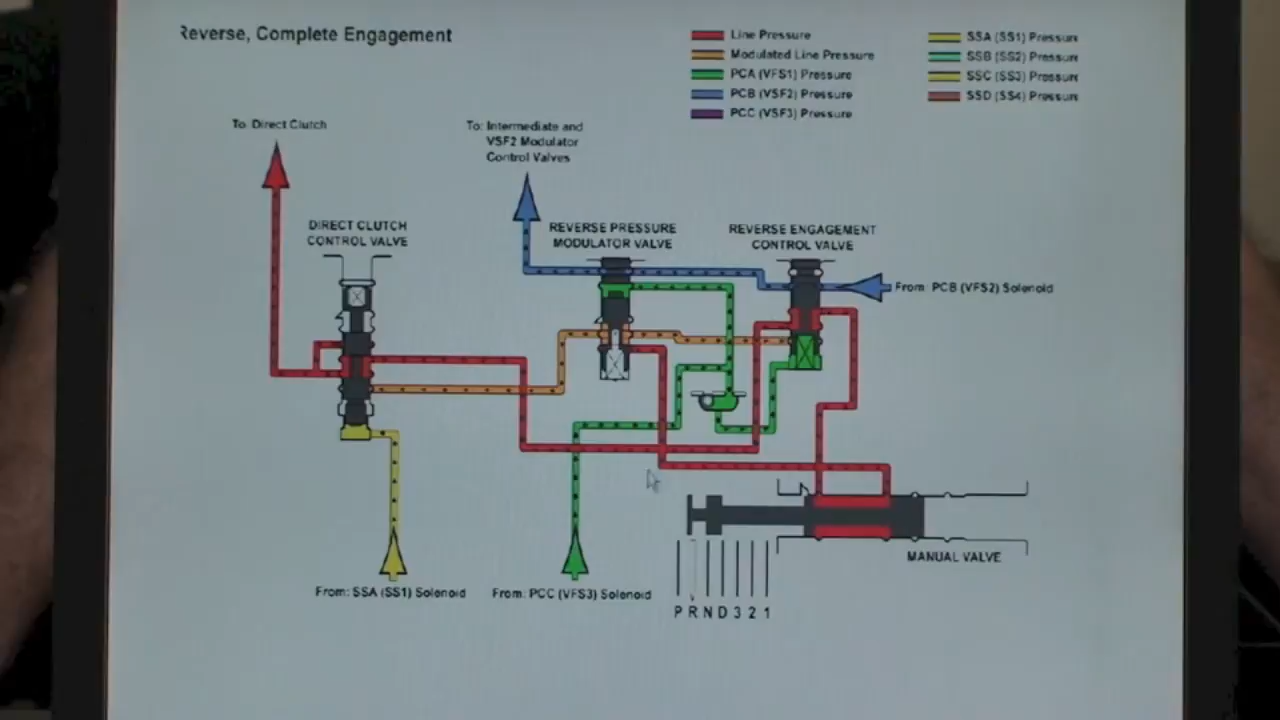 Reverse, Complete Engagement
Line Pressure
Modulated Line Pressure
PCA (VFS1) Pressure
PCB (VSF2) Pressure
PCC (VSF3) Pressure
SSA (SS1) Pressure
SSB (SS2) Pressure
SSC (SS3) Pressure
SSD (SS4) Pressure
To: Direct Clutch
To: Intermediate and
VSF2 Modulator
Control Valves
DIRECT CLUTCH
CONTROL VALVE
REVERSE PRESSURE
MODULATOR VALVE
REVERSE ENGAGEMENT
CONTROL VALVE
From: PCB (VFS2) Solenoid
MANUAL VALVE
From: SSA (SS1) Solenoid
From: PCC (VFS3) Solenoid
P R N D 3 2 1